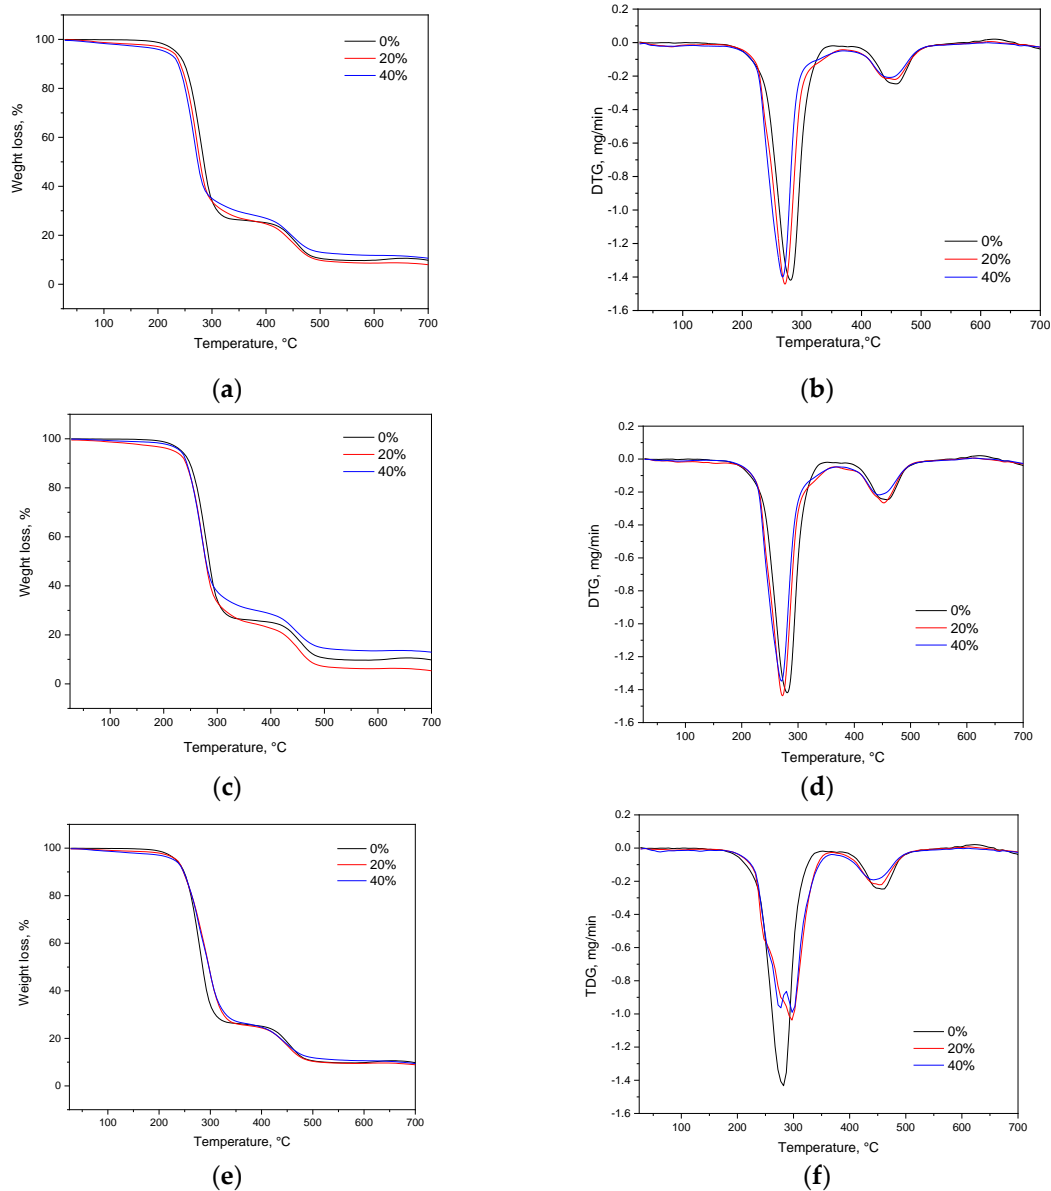 100
80
60
40
20
0
Weght loss, %
0%
20%
40%
100 200 300 400 500 600 700
Temperature, °C
(a)
0.2
0.0
-0.2
-0.4
-0.6
-0.8
-1.0
-1.2
-1.4
-1.6
DTG, mg/min
0%
20%
40%
100 200 300 400 500 600 700
Temperatura,°C
(b)
100
80
60
40
20
0
Weght loss, %
0%
20%
40%
100 200 300 400 500 600 700
Temperature, °C
(c)
0.2
0.0
-0.2
-0.4
-0.6
-0.8
-1.0
-1.2
-1.4
-1.6
DTG, mg/min
0%
20%
40%
100 200 300 400 500 600 700
Temperature, °C
(d)
100
80
60
40
20
0
Weight loss, %
0%
20%
40%
100 200 300 400 500 600 700
Temperature, °C
(e)
0.2
0.0
-0.2
-0.4
-0.6
-0.8
-1.0
-1.2
-1.4
-1.6
TDG, mg/min
0%
20%
40%
100 200 300 400 500 600 700
Temperature, °C
(f)